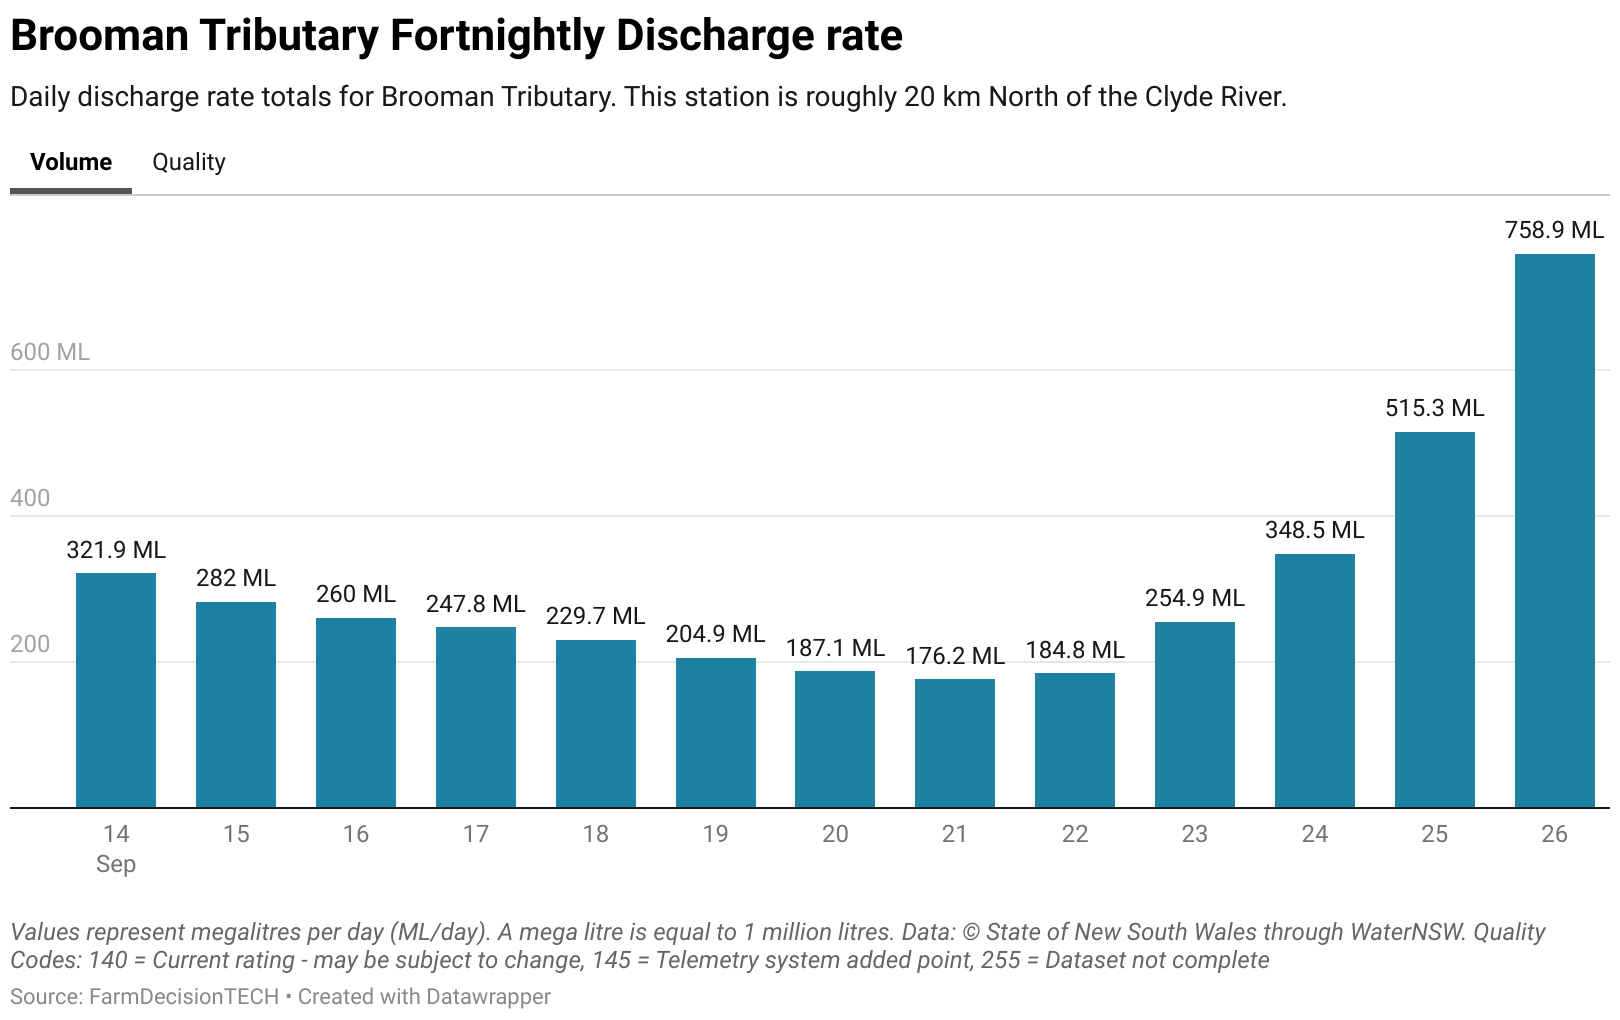 Brooman Tributary Fortnightly Discharge rate
Daily discharge rate totals for Brooman Tributary. This station is roughly 20 km North of the Clyde River.
Volume Quality
758.9 ML
600 ML
515.3 ML
400
348.5 ML
321.9 ML
282 ML
260 ML
254.9 ML
247.8 ML
229.7 ML
204.9 ML
200
187.1 ML
184.8 ML
176.2 ML
14 15 16 17 18 19 20 21 22 23 24 25 26
Sep
Values represent megalitres per day (ML/day). A mega litre is equal to 1 million litres. Data: © State of New South Wales through WaterNSW. Quality
Codes: 140 = Current rating - may be subject to change, 145 = Telemetry system added point, 255 = Dataset not complete
Source: FarmDecisionTECH • Created with Datawrapper